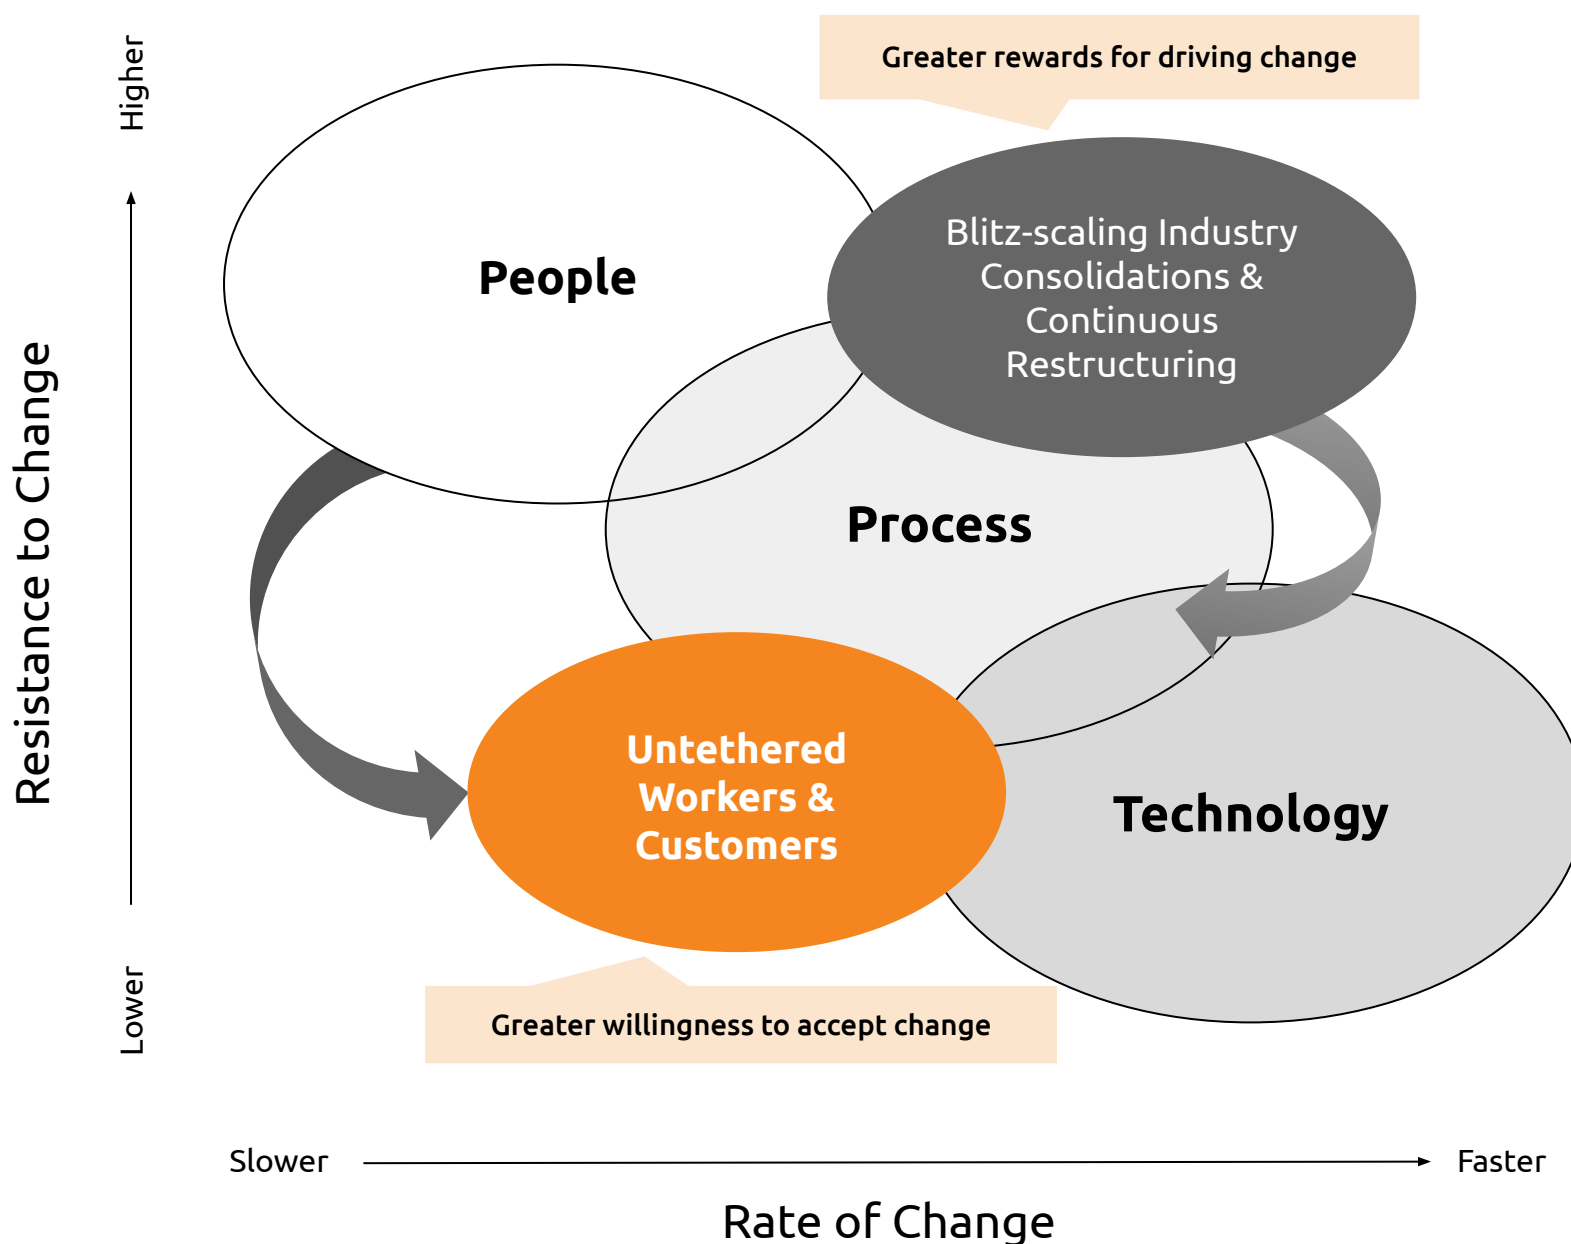 Greater rewards for driving change
Higher
People
Blitz-scaling Industry
Consolidations &
Continuous
Restructuring
Resistance to Change
Process
Untethered
Workers &
Customers
Technology
Lower
Greater willingness to accept change
Slower
Faster
Rate of Change